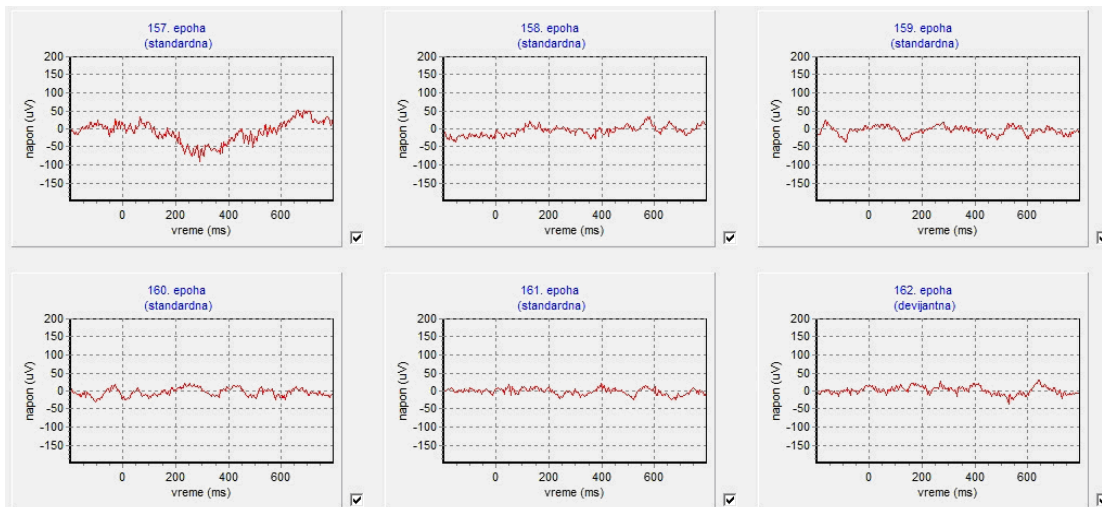 157. epoha
(standardna)
200
150
100
50
0
-50
-100
-150
napon (uV)
0 200 400 600
vreme (ms)
158. epoha
(standardna)
200
150
100
50
0
-50
-100
-150
napon (uV)
0 200 400 600
vreme (ms)
159. epoha
(standardna)
200
150
100
50
0
-50
-100
-150
napon (uV)
0 200 400 600
vreme (ms)
160. epoha
(standardna)
200
150
100
50
0
-50
-100
-150
napon (uV)
0 200 400 600
vreme (ms)
161. epoha
(standardna)
200
150
100
50
0
-50
-100
-150
napon (uV)
0 200 400 600
vreme (ms)
162. epoha
(devijantna)
200
150
100
50
0
-50
-100
-150
napon (uV)
0 200 400 600
vreme (ms)